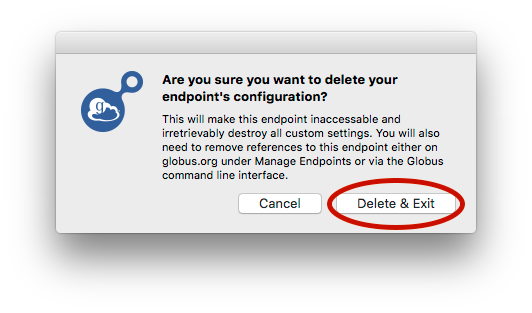 Are you sure you want to delete your
endpoint's configuration?
This will make this endpoint inaccessable and
irretrievably destroy all custom settings. You will also
need to remove references to this endpoint either on
globus.org under Manage Endpoints or via the Globus
command line interface.
Cancel
Delete & Exit
g